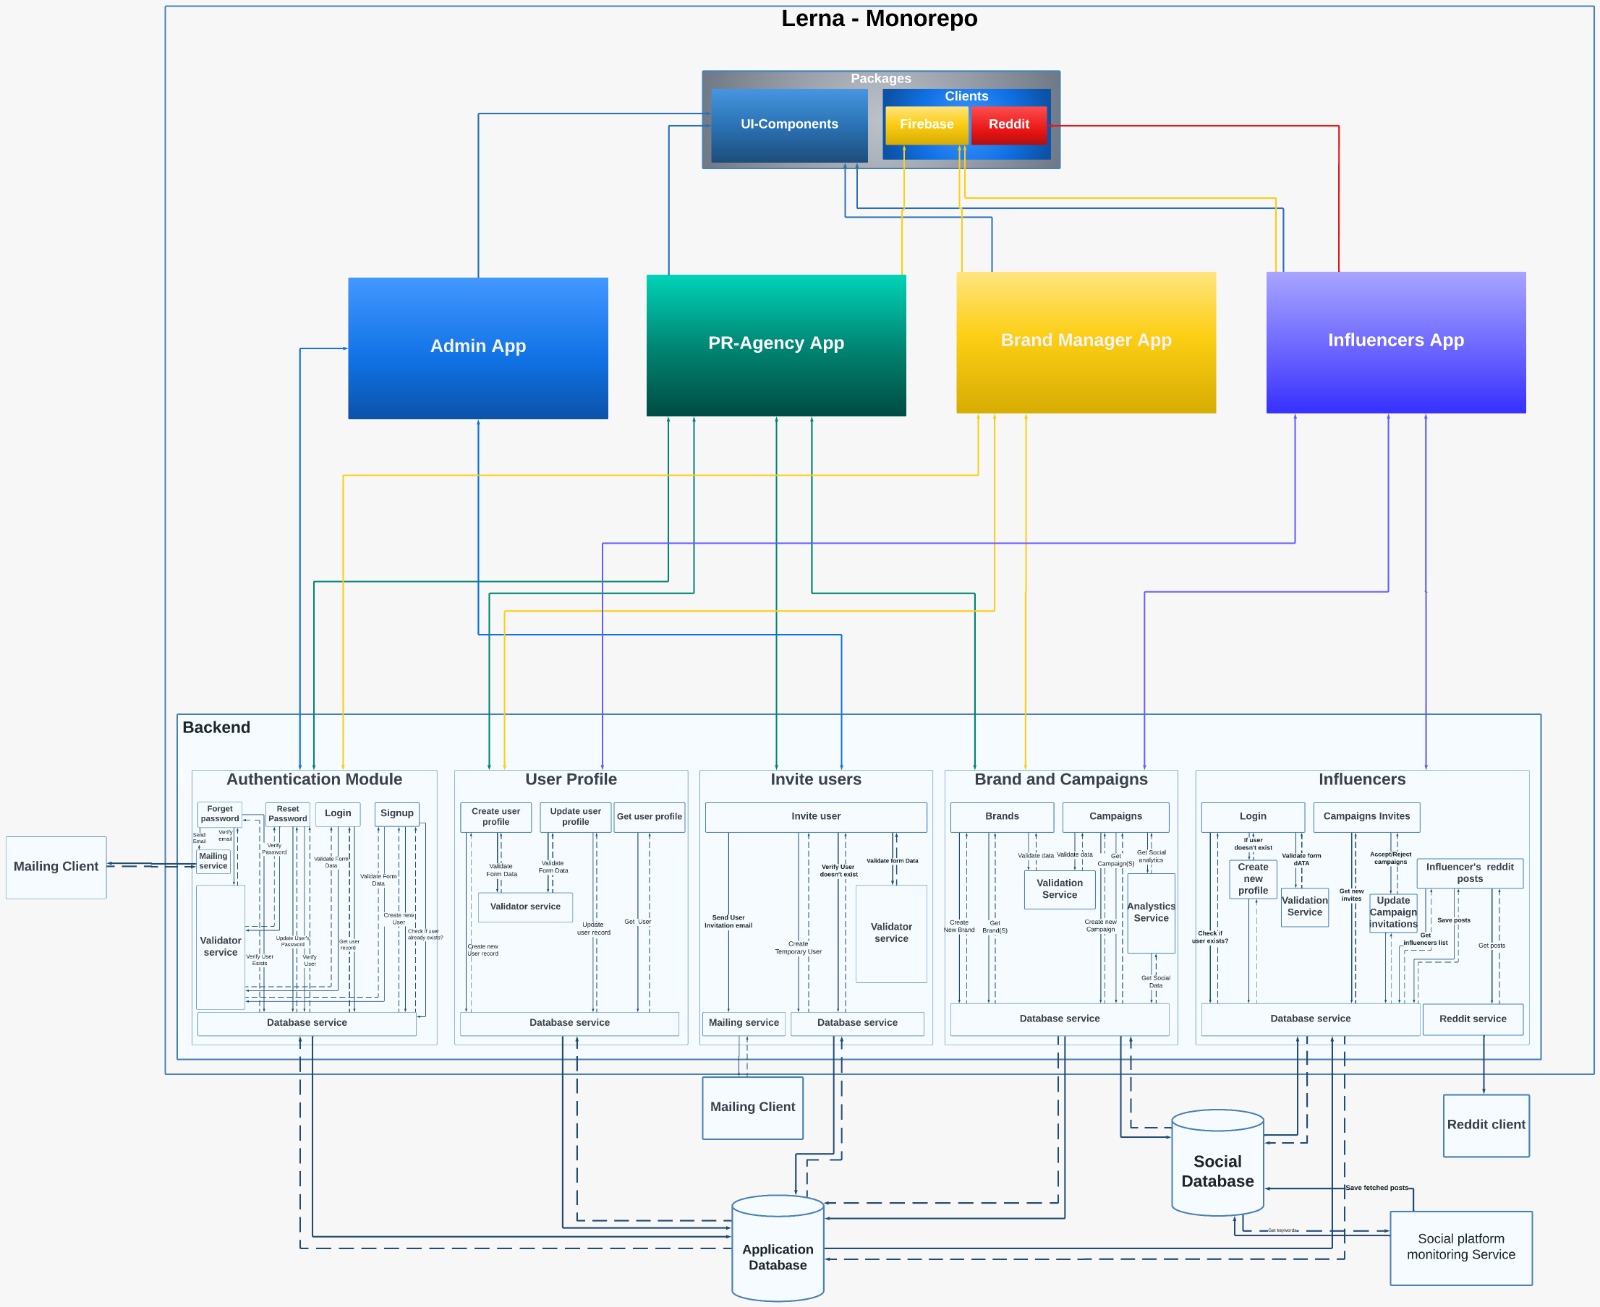 Lerna - Monorepo
Packages
UI-Components
Clients
Firebase
Reddit
Admin App
PR-Agency App
Brand Manager App
Influencers App
Backend
Authentication Module
Forget
password
Reset
Password
Login
Signup
Send
Email
Verify
email
Mailing
service
Verify
Password
Validate Form
Data
Validate Form
Data
Validator
service
Create new
User
Check if user
already exists?
Update User's
Password
Verify
User
Get user
record
Verify User
Exists
Database service
Mailing Client
User Profile
Create user
profile
Update user
profile
Get user profile
Validate
Form Data
Validate
Form Data
Validator service
Create new
User record
Update
user record
Get User
Database service
Invite users
Invite user
Verify User
doesn't exist
Validate form Data
Send User
Invitation email
Create
Temporary User
Validator
service
Mailing service
Database service
Mailing Client
Brand and Campaigns
Brands
Campaigns
Validate data
Validate data
Get
Campaign(S)
Get Social
analytics
Validation
Service
Analystics
Service
Create
New Brand
Get
Brand(S)
Create new
Campaign
Get Social
Data
Database service
Influencers
Login
Campaigns Invites
If user
doesn't exist
Validate form
dATA
Accept/Reject
campaigns
Influencer's reddit
posts
Create
new
profile
Validation
Service
Get new
invites
Update
Campaign
invitations
Save posts
Check if
user exists?
Get
influencers list
Get posts
Database service
Reddit service
Reddit client
Social
Database
Save fetched posts
Get keywords
Social platform
monitoring Service
Application
Database